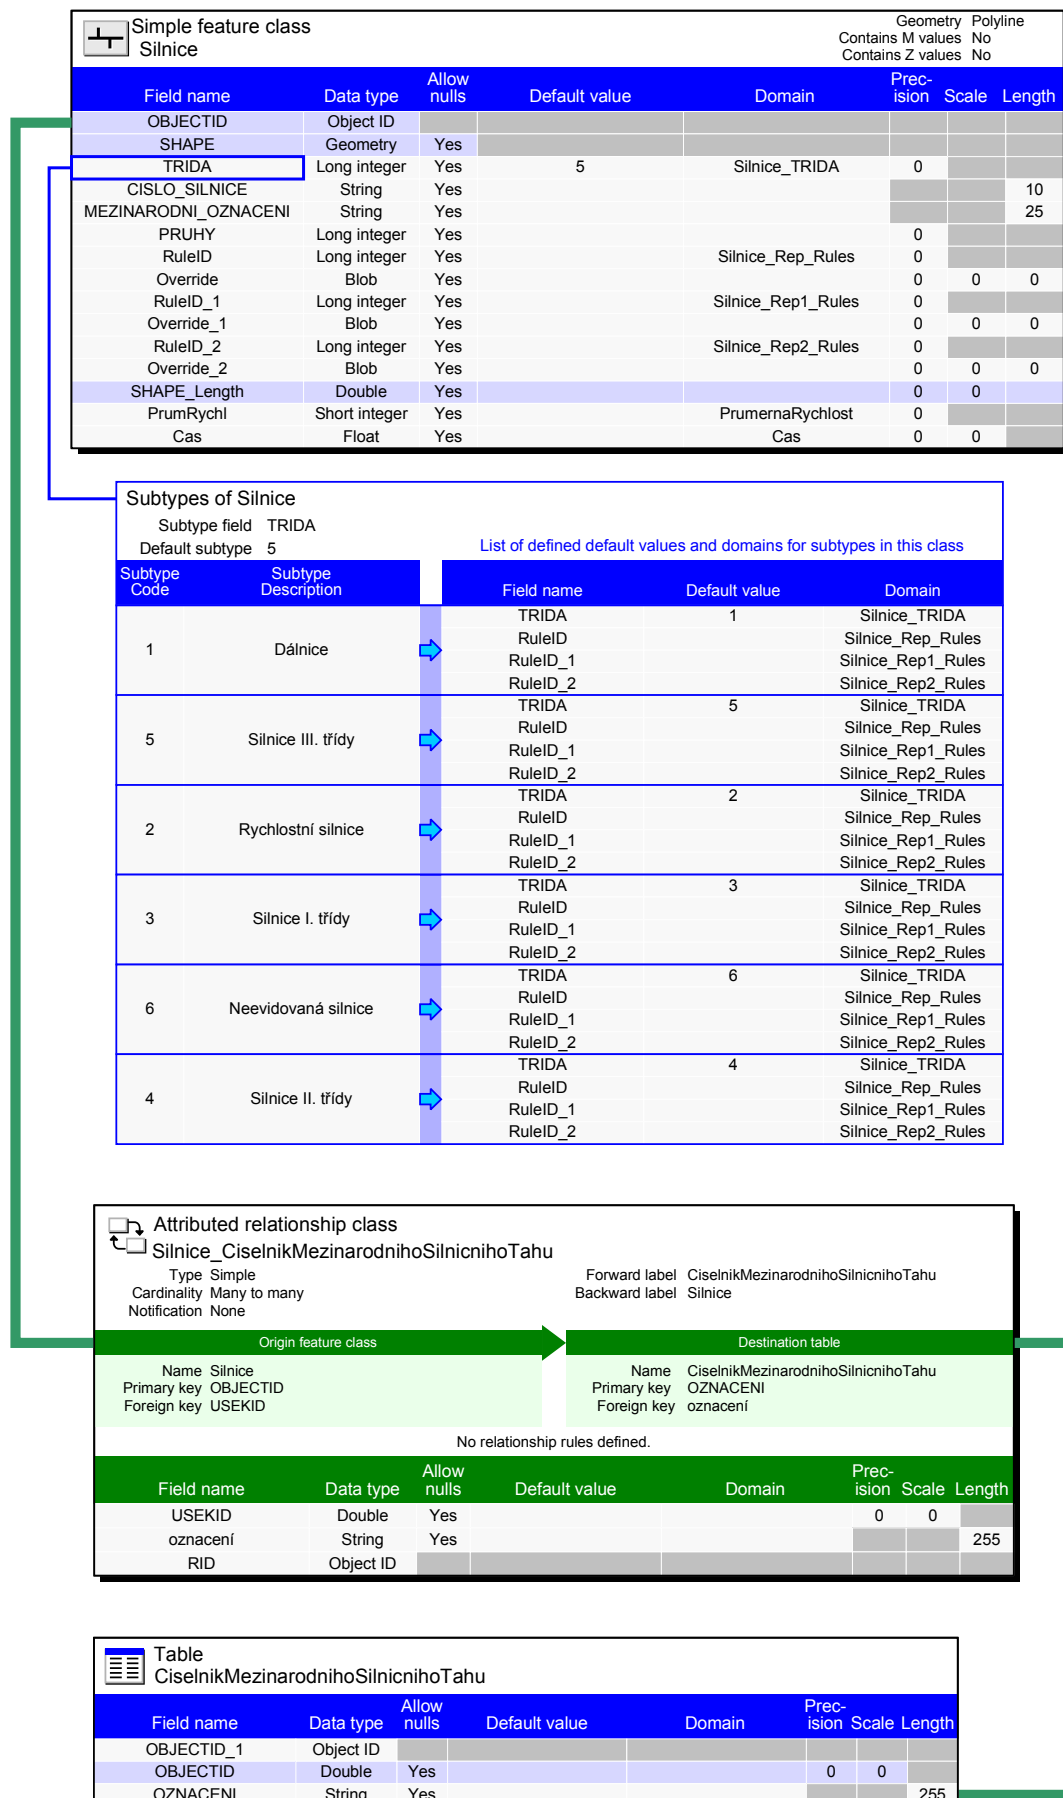 Simple feature class
Silnice
Geometry Polyline
Contains M values No
Contains Z values No
Field name Data type Allow nulls Default value Domain Prec-ision Scale Length
OBJECTID Object ID
SHAPE Geometry Yes
TRIDA Long integer Yes 5 Silnice_TRIDA 0
CISLO_SILNICE String Yes 10
MEZINARODNI_OZNACENI String Yes 25
PRUHY Long integer Yes 0
RuleID Long integer Yes Silnice_Rep_Rules 0
Override Blob Yes 0 0 0
RuleID_1 Long integer Yes Silnice_Rep1_Rules 0
Override_1 Blob Yes 0 0 0
RuleID_2 Long integer Yes Silnice_Rep2_Rules 0
Override_2 Blob Yes 0 0 0
SHAPE_Length Double Yes 0 0
PrumRychl Short integer Yes PrumernaRychlost 0
Cas Float Yes Cas 0 0
Subtypes of Silnice
Subtype field TRIDA
Default subtype 5
List of defined default values and domains for subtypes in this class
Subtype Code Subtype Description Field name Default value Domain
TRIDA 1 Silnice_TRIDA
RuleID Silnice_Rep_Rules
1 Dálnice
RuleID_1 Silnice_Rep1_Rules
RuleID_2 Silnice_Rep2_Rules
TRIDA 5 Silnice_TRIDA
RuleID Silnice_Rep_Rules
5 Silnice III. třídy
RuleID_1 Silnice_Rep1_Rules
RuleID_2 Silnice_Rep2_Rules
TRIDA 2 Silnice_TRIDA
RuleID Silnice_Rep_Rules
2 Rychlostní silnice
RuleID_1 Silnice_Rep1_Rules
RuleID_2 Silnice_Rep2_Rules
TRIDA 3 Silnice_TRIDA
RuleID Silnice_Rep_Rules
3 Silnice I. třídy
RuleID_1 Silnice_Rep1_Rules
RuleID_2 Silnice_Rep2_Rules
TRIDA 6 Silnice_TRIDA
RuleID Silnice_Rep_Rules
6 Neevidovaná silnice
RuleID_1 Silnice_Rep1_Rules
RuleID_2 Silnice_Rep2_Rules
TRIDA 4 Silnice_TRIDA
RuleID Silnice_Rep_Rules
4 Silnice II. třídy
RuleID_1 Silnice_Rep1_Rules
RuleID_2 Silnice_Rep2_Rules
Attributed relationship class
Silnice_CiselnikMezinarodnihoSilnicnihoTahu
Type Simple
Cardinality Many to many
Notification None
Forward label CiselnikMezinarodnihoSilnicnihoTahu
Backward label Silnice
Origin feature class Destination table
Name Silnice
Primary key OBJECTID
Foreign key USEKID
Name CiselnikMezinarodnihoSilnicnihoTahu
Primary key OZNACENI
Foreign key oznacení
No relationship rules defined.
Field name Data type Allow nulls Default value Domain Prec-ision Scale Length
USEKID Double Yes 0 0
oznacení String Yes 255
RID Object ID
Table
CiselnikMezinarodnihoSilnicnihoTahu
Field name Data type Allow nulls Default value Domain Prec-ision Scale Length
OBJECTID_1 Object ID
OBJECTID Double Yes 0 0
OZNACENI String Yes 255